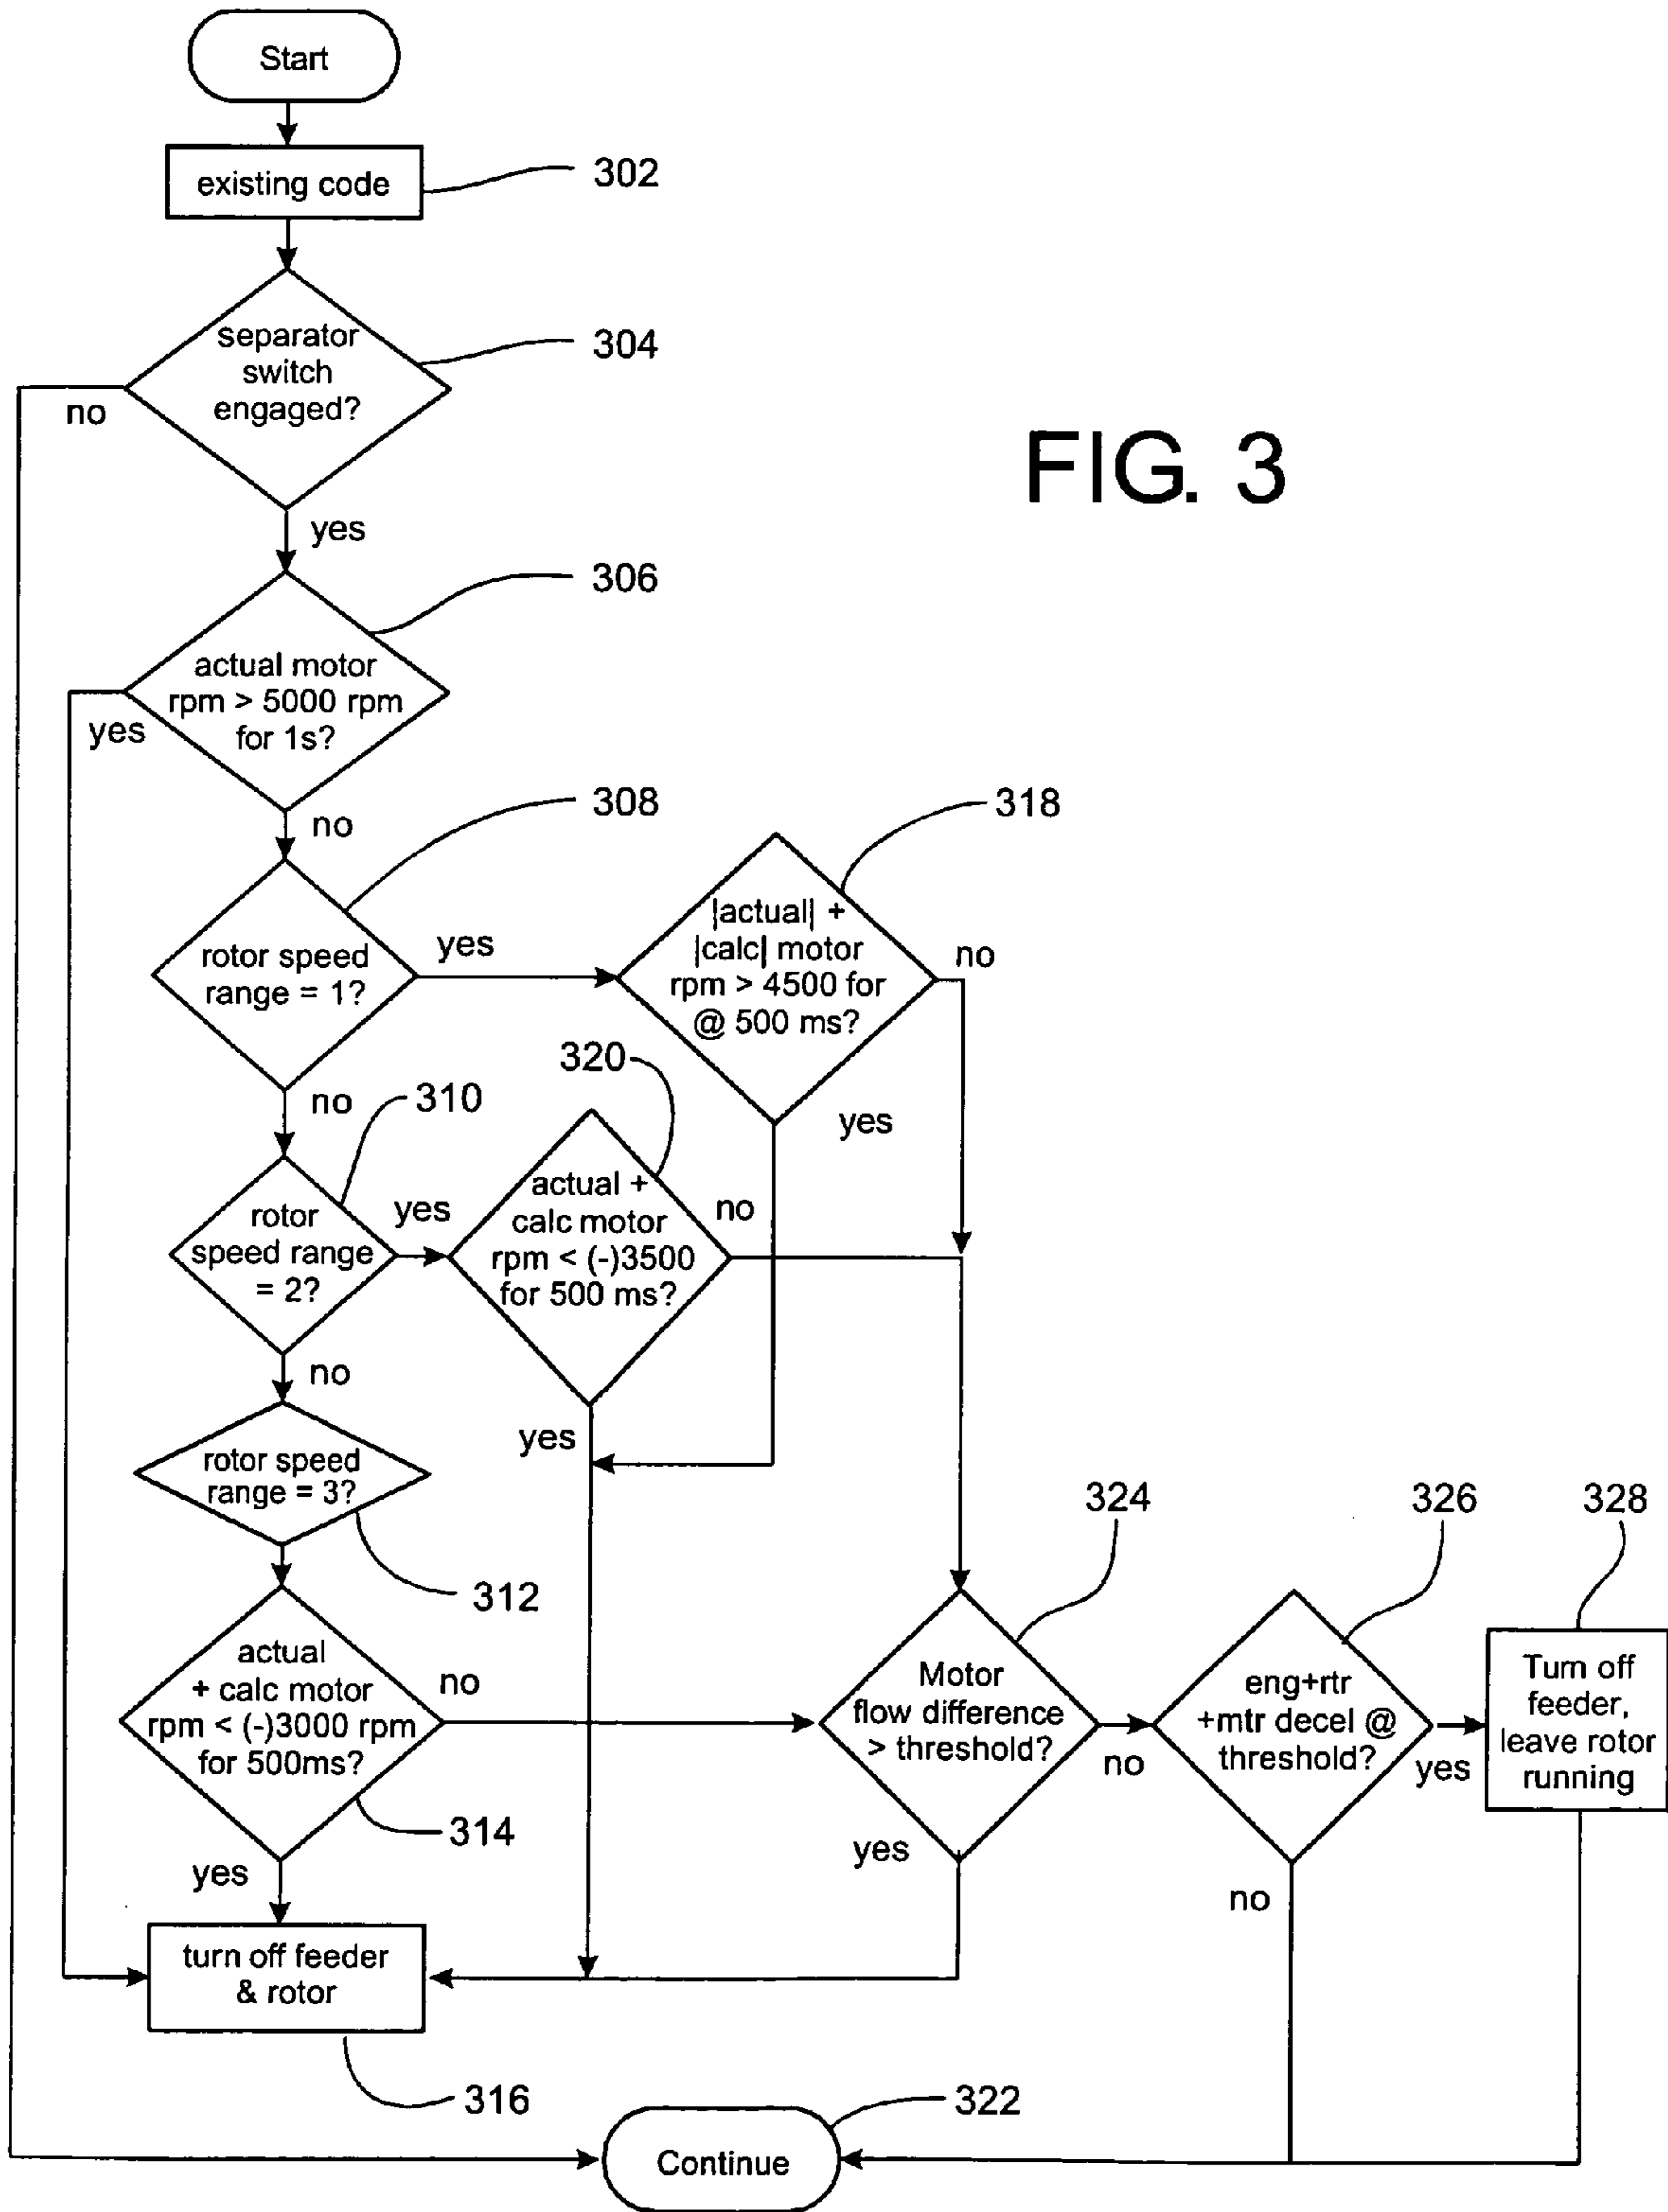 Start
existing code
302
separator
switch
engaged?
304
no
yes
FIG. 3
306
actual motor
rpm > 5000 rpm
for 1s?
yes
no
308
rotor speed
range = 1?
yes
no
318
|actual| +
|calc| motor
rpm > 4500 for
@ 500 ms?
no
yes
310
rotor
speed range
= 2?
yes
no
320
actual +
calc motor
rpm < (-)3500
for 500 ms?
no
yes
rotor speed
range = 3?
312
actual
+ calc motor
rpm < (-)3000 rpm
for 500ms?
no
314
yes
324
Motor
flow difference
> threshold?
no
yes
326
eng+rtr
+mtr decel @
threshold?
yes
no
328
Turn off
feeder,
leave rotor
running
turn off feeder
& rotor
316
322
Continue